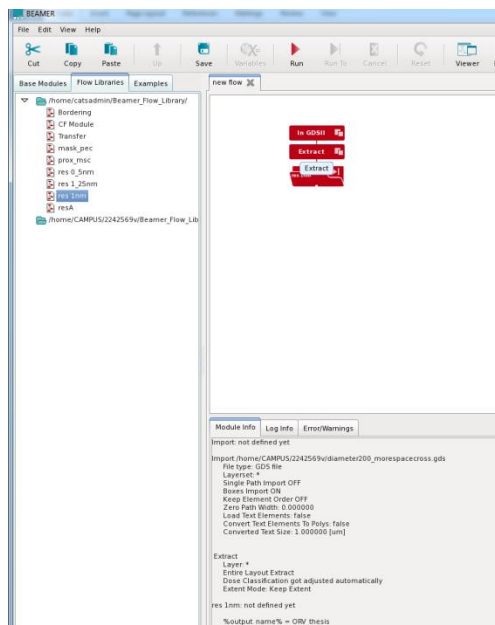 BEAMER
File Edit View Help
Cut Copy Paste Up Save Variables Run Run To Cancel Reset Viewer
Base Modules Flow Libraries Examples
new flow
/home/catsadmin/Beamer_Flow_Library/
Bordering
CF Module
Transfer
mask_pec
prox_msc
res 0_5nm
res 1_25nm
res 1nm
resA
/home/CAMPUS/2242569v/Beamer_Flow_Lib
In GDSII
Extract
Extract
res 1nm
Module Info Log Info Error/Warnings
Import: not defined yet
Import:/home/CAMPUS/2242569v/diameter200_morespacecross.gds
File type: GDS file
Layerset: *
Single Path Import OFF
Boxes Import ON
Keep Element Order OFF
Zero Path Width: 0.000000
Load Text Elements: false
Convert Text Elements To Polys: false
Converted Text Size: 1.000000 [um]
Extract
Layer: *
Entire Layout Extract
Dose Classification got adjusted automatically
Extent Mode: Keep Extent
res 1nm: not defined yet
%output name% = ORV thesis